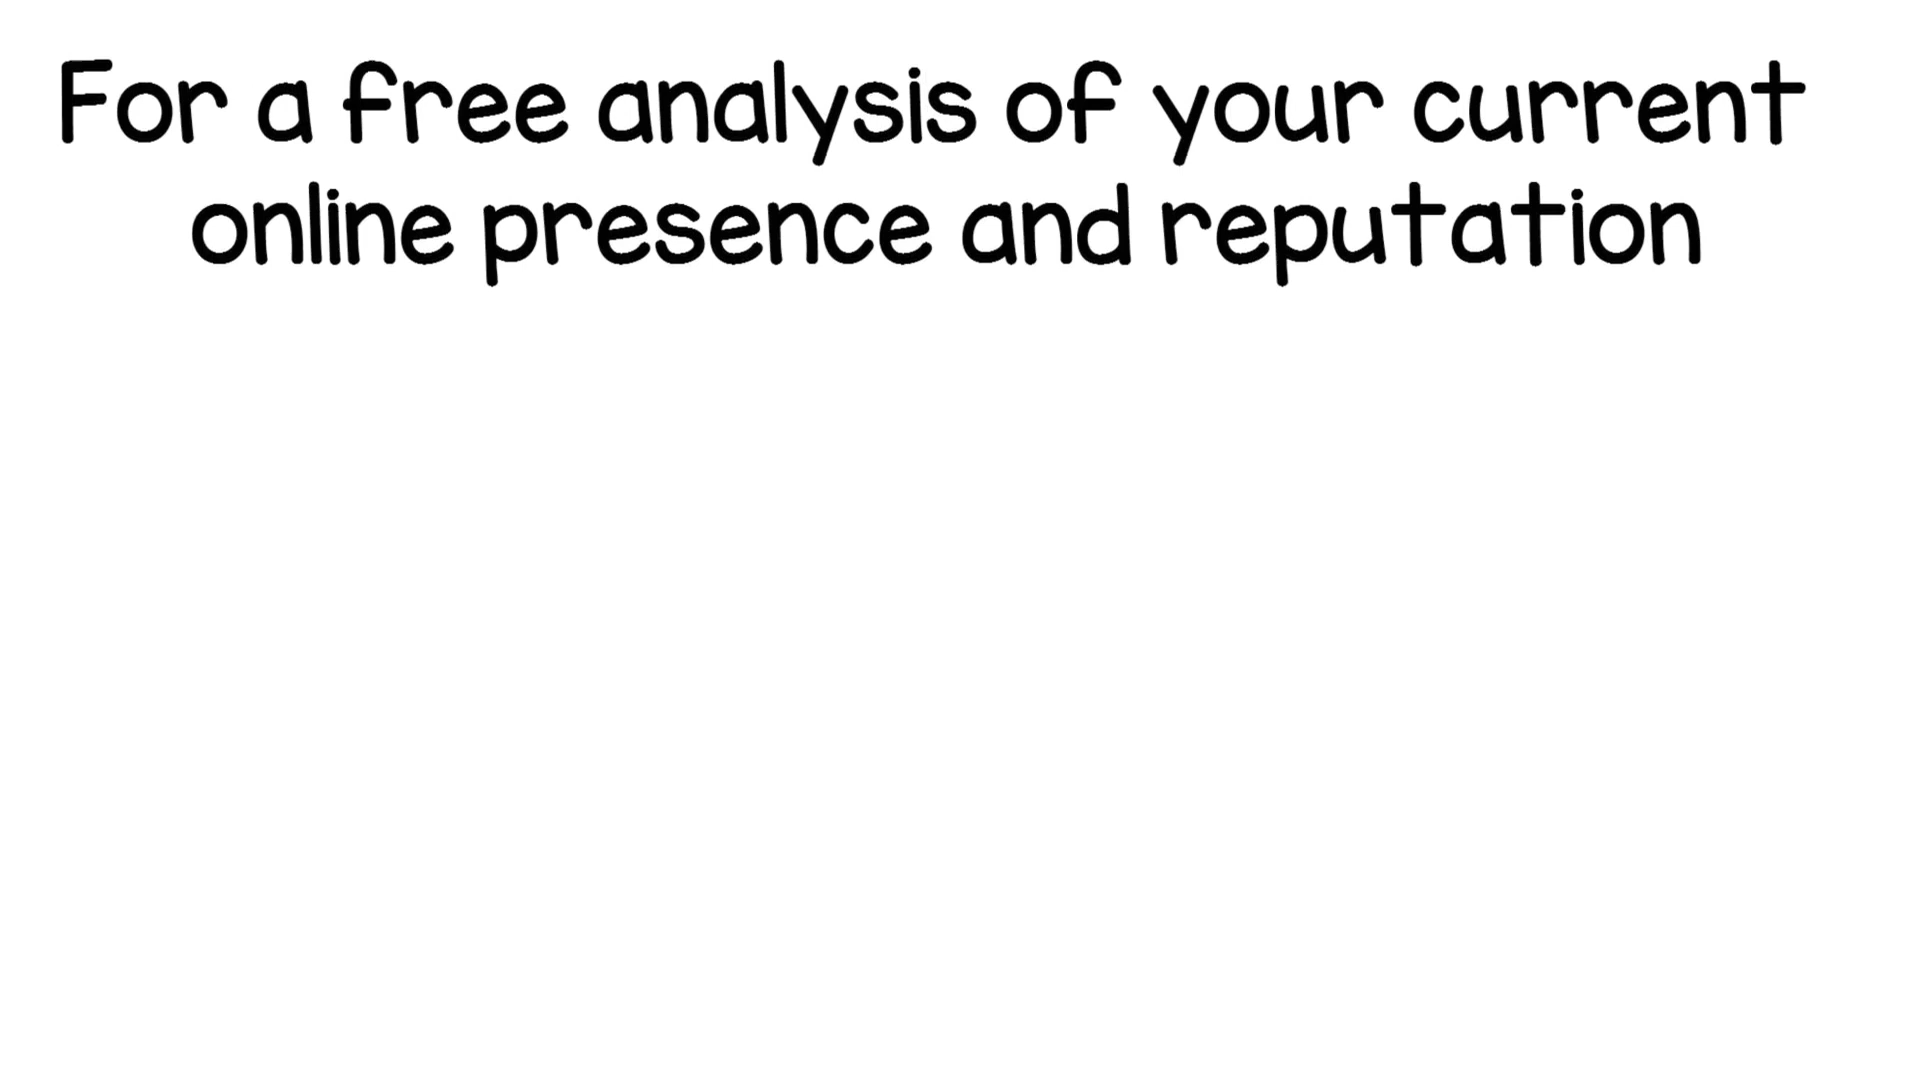 For a free analysis of your current
online presence and reputation